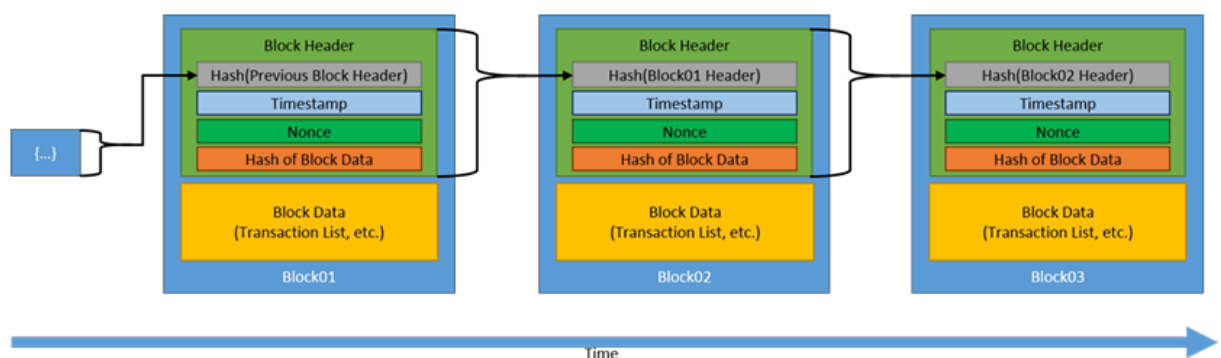 {...}
Block Header
Hash(Previous Block Header)
Timestamp
Nonce
Hash of Block Data
Block Data
(Transaction List, etc.)
Block01
Block Header
Hash(Block01 Header)
Timestamp
Nonce
Hash of Block Data
Block Data
(Transaction List, etc.)
Block02
Block Header
Hash(Block02 Header)
Timestamp
Nonce
Hash of Block Data
Block Data
(Transaction List, etc.)
Block03
Time